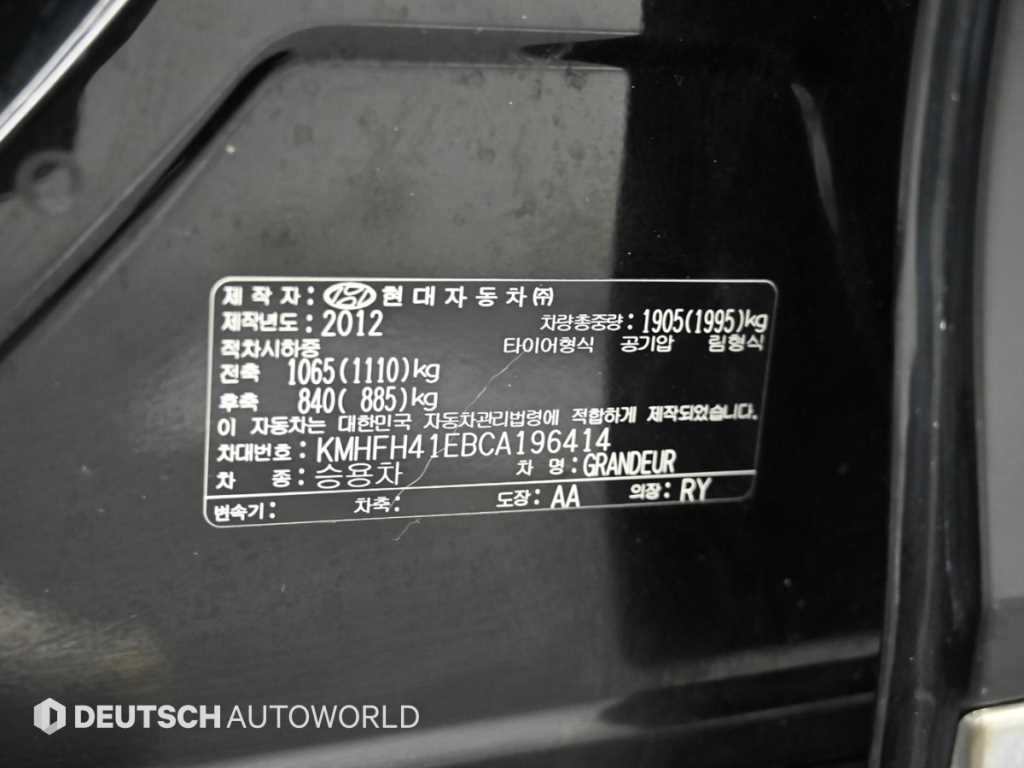 제 작 자 : 현대자동차㈜
제작년도 : 2012 차량총중량 : 1905(1995)kg
적차시하중 타이어형식 공기압 림형식
전축 1065(1110)kg
후축 840( 885)kg
이 자동차는 대한민국 자동차관리법령에 적합하게 제작되었습니다.
차대번호 : KMHFH41EBCA196414
차 종 : 승용차 차 명 : GRANDEUR
변속기 : 차축 : 도장 : AA 의장 : RY
DEUTSCH AUTOWORLD